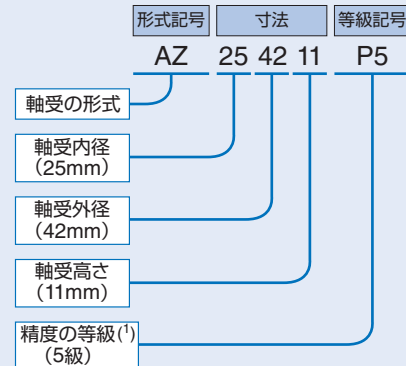 形式記号 寸法 等級記号
AZ 25 42 11 P5
軸受の形式
軸受内径
(25mm)
軸受外径
(42mm)
軸受高さ
(11mm)
精度の等級(¹)
(5級)